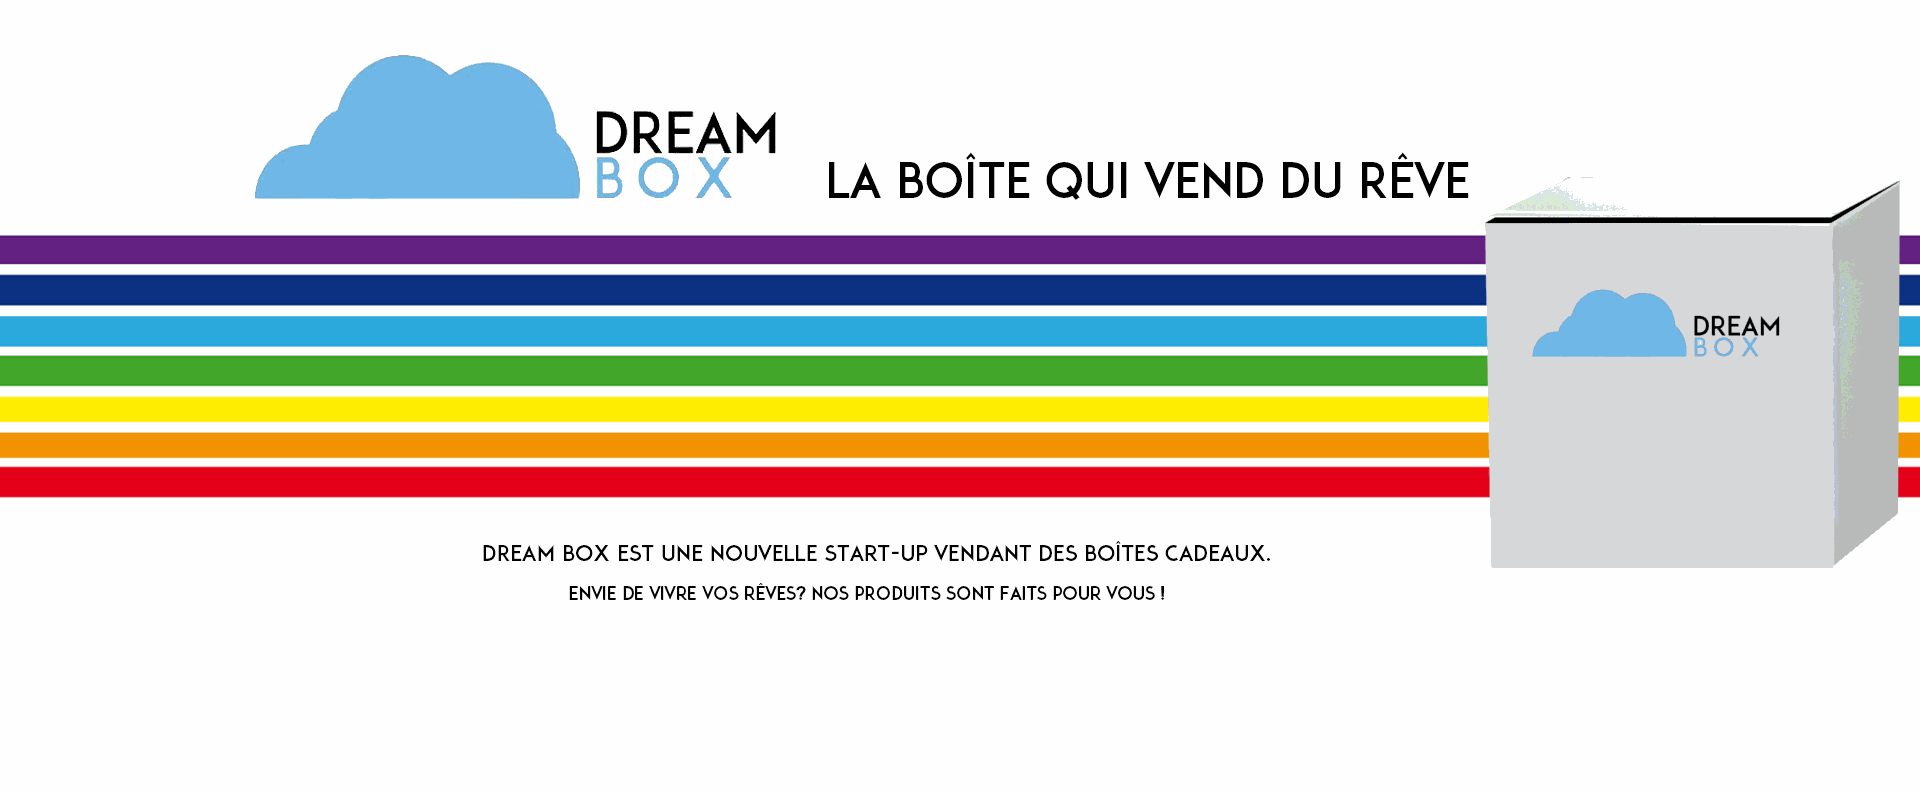 DREAM
BOX
LA BOÎTE QUI VEND DU RÊVE
DREAM
BOX
DREAM BOX EST UNE NOUVELLE START-UP VENDANT DES BOÎTES CADEAUX.
ENVIE DE VIVRE VOS RÊVES? NOS PRODUITS SONT FAITS POUR VOUS !